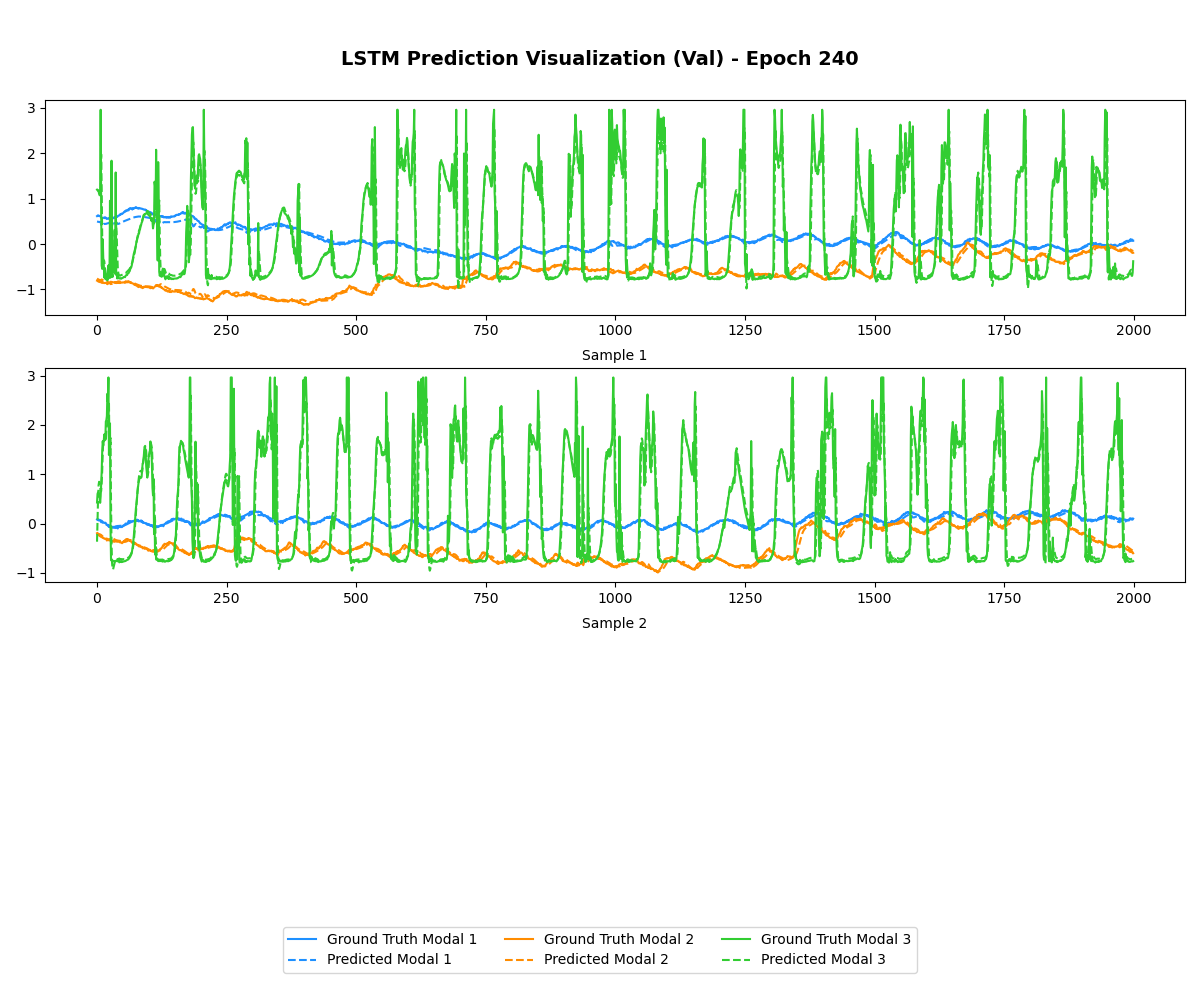 LSTM Prediction Visualization (Val) - Epoch 240
3
2
1
0
−1
0 250 500 750 1000 1250 1500 1750 2000
Sample 1
3
2
1
0
−1
0 250 500 750 1000 1250 1500 1750 2000
Sample 2
Ground Truth Modal 1 Ground Truth Modal 2 Ground Truth Modal 3
Predicted Modal 1 Predicted Modal 2 Predicted Modal 3